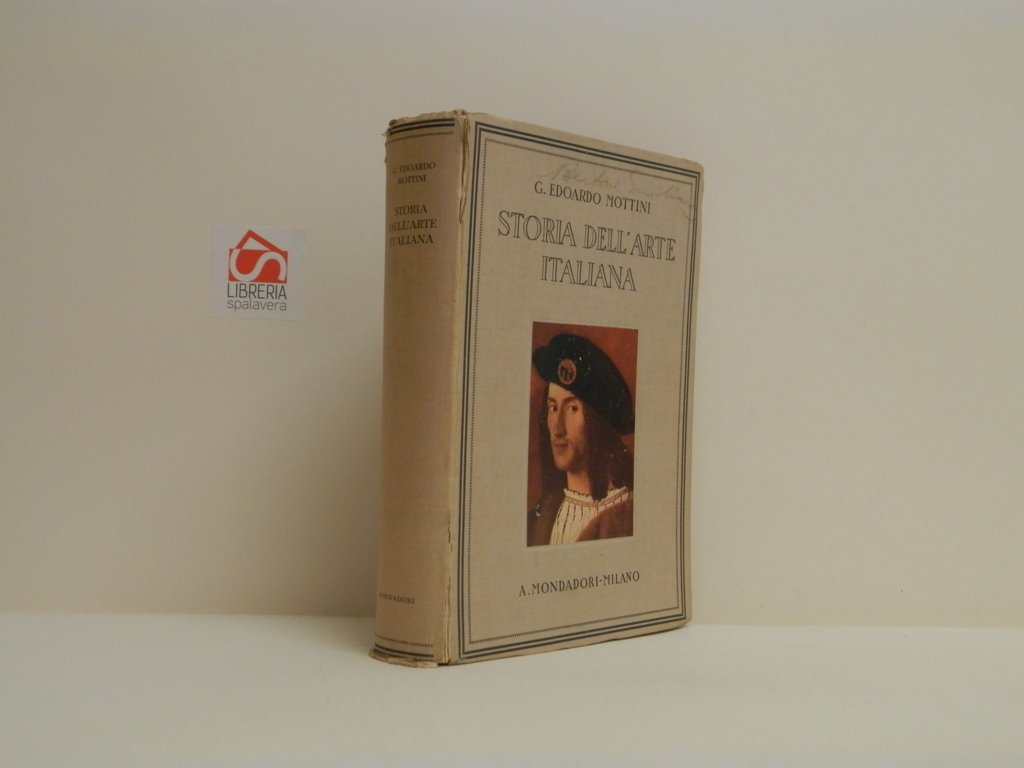 LIBRERIA
spalavera
G. EDOARDO
MOTTINI
STORIA
DELL'ARTE
ITALIANA
MONDADORI
G. EDOARDO MOTTINI
STORIA DELL'ARTE
ITALIANA
A. MONDADORI-MILANO